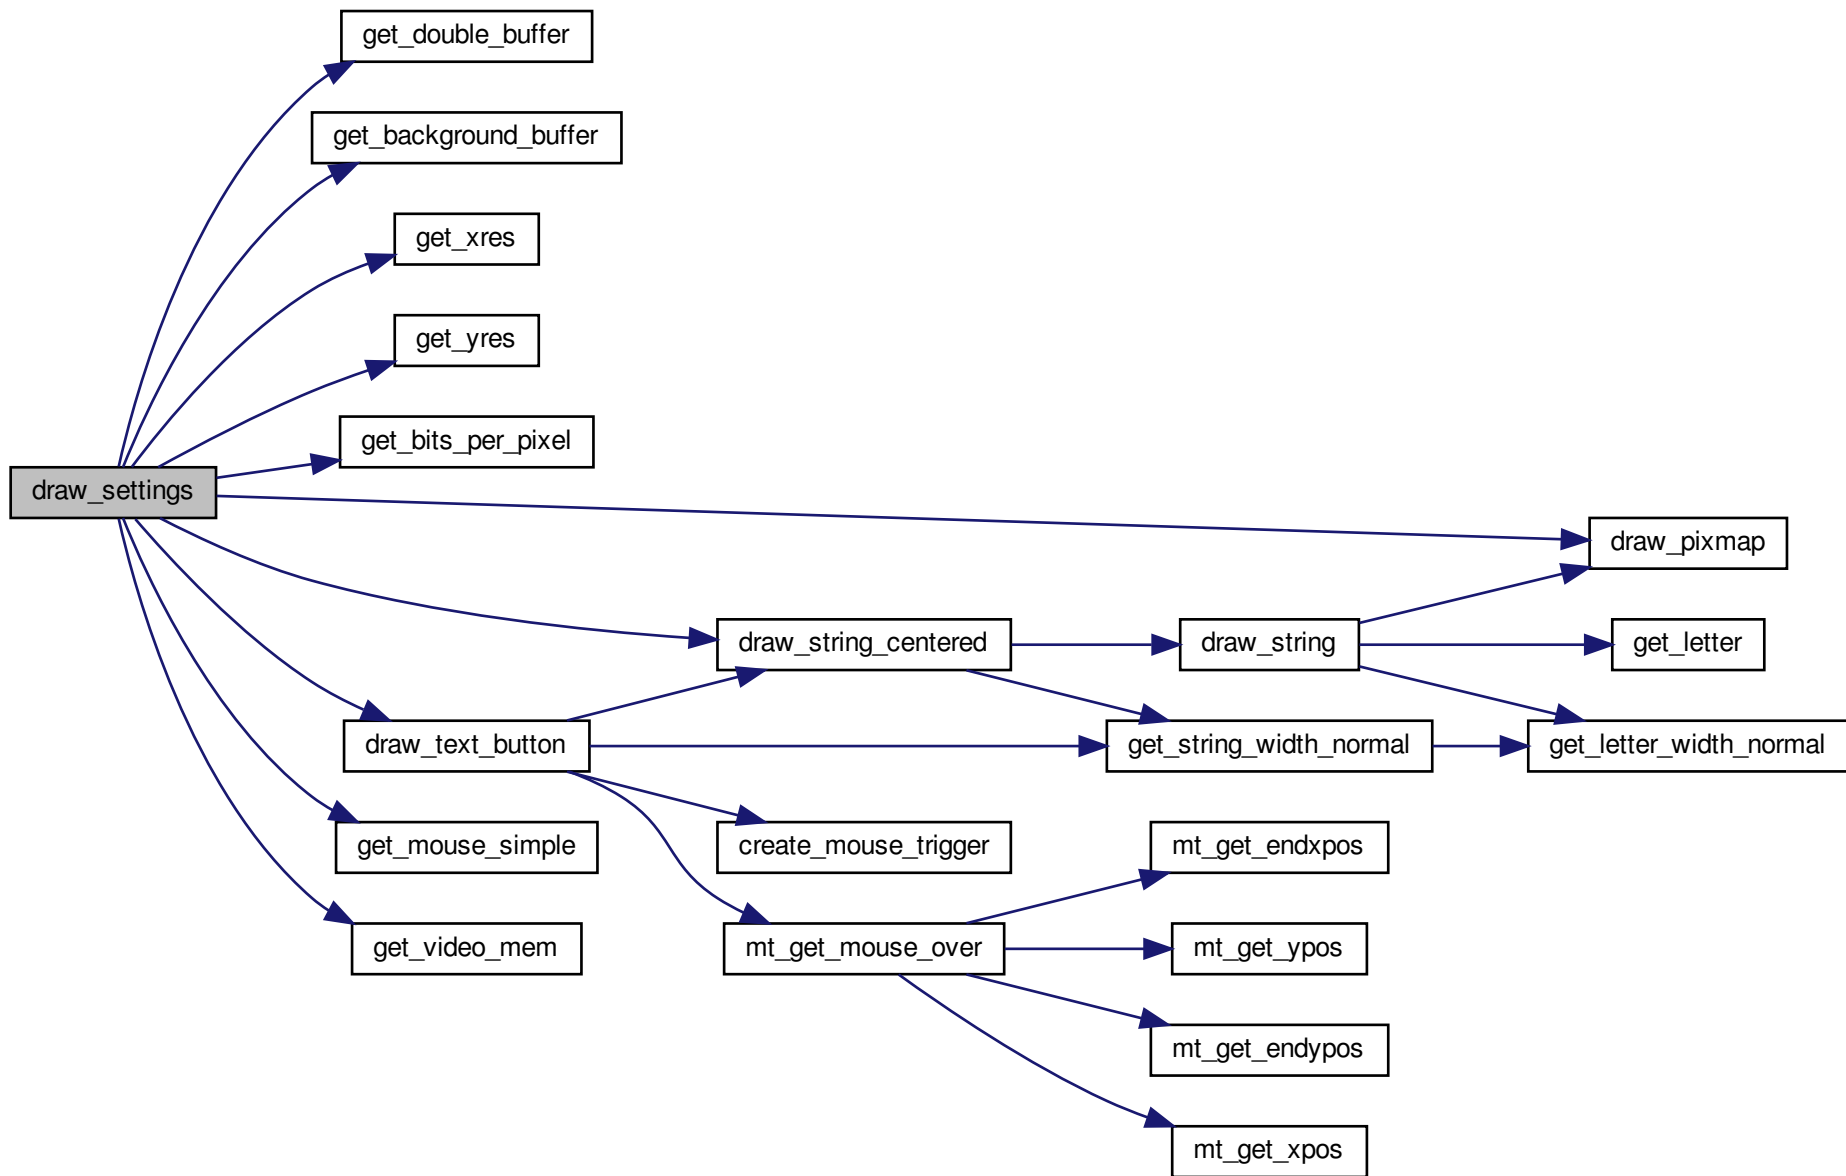 get_double_buffer
get_background_buffer
get_xres
get_yres
get_bits_per_pixel
draw_settings
draw_pixmap
draw_string_centered
draw_string
get_letter
draw_text_button
get_string_width_normal
get_letter_width_normal
get_mouse_simple
create_mouse_trigger
mt_get_endxpos
get_video_mem
mt_get_mouse_over
mt_get_ypos
mt_get_endypos
mt_get_xpos